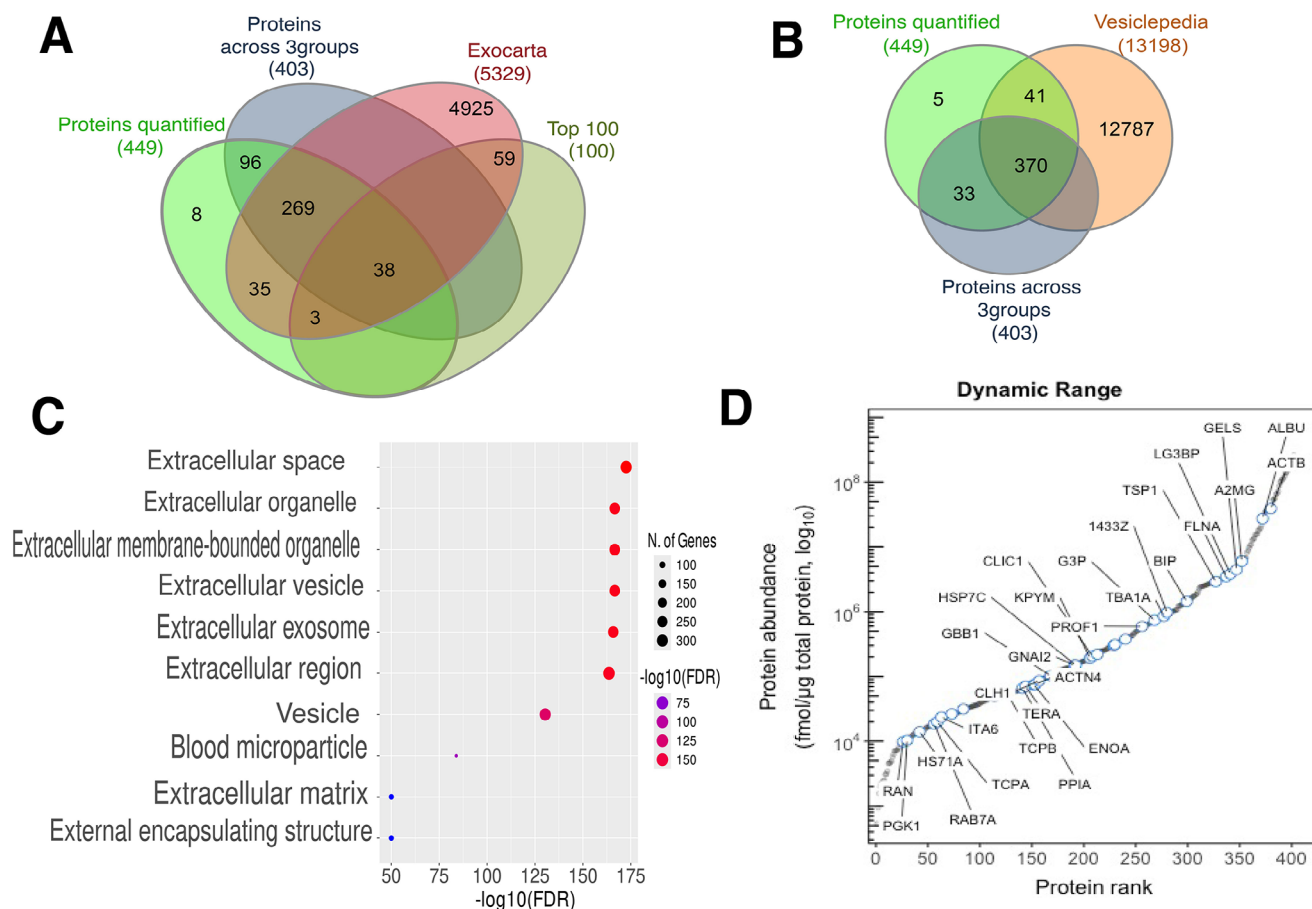 A
Proteins
across 3groups
(403)
Exocarta
(5329)
Proteins quantified
(449)
Top 100
(100)
4925
59
96
8
269
38
35
3
B
Proteins quantified
(449)
Vesiclepedia
(13198)
5
41
12787
370
33
Proteins across
3groups
(403)
C
Extracellular space
Extracellular organelle
Extracellular membrane-bounded organelle
Extracellular vesicle
Extracellular exosome
Extracellular region
Vesicle
Blood microparticle
Extracellular matrix
External encapsulating structure
50 75 100 125 150 175
-log10(FDR)
N. of Genes
100
150
200
250
300
-log10(FDR)
75
100
125
150
D
Dynamic Range
Protein abundance
(fmol/µg total protein, log10)
10^8
10^6
10^4
GELS
ALBU
LG3BP
ACTB
TSP1
A2MG
1433Z
FLNA
CLIC1
G3P
BIP
HSP7C
KPYM
TBA1A
GBB1
PROF1
GNAI2
ACTN4
CLH1
TERA
ITA6
TCPB
ENOA
HS71A
RAN
TCPA
PPIA
PGK1
RAB7A
0 50 100 150 200 250 300 350 400
Protein rank